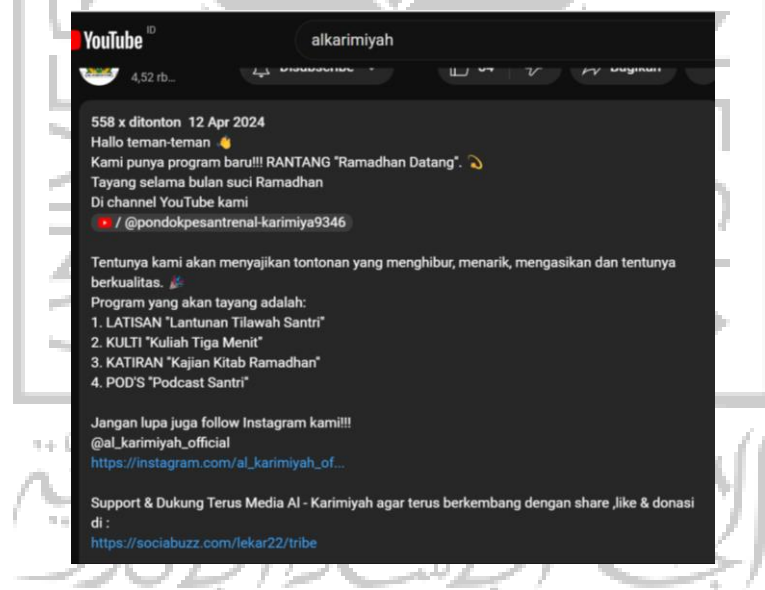 YouTube ID
alkarimiyah
4,52 rb...
Disubscribe
54
Bagikan
558 x ditonton 12 Apr 2024
Hallo teman-teman 👋
Kami punya program baru!!! RANTANG "Ramadhan Datang". 💫
Tayang selama bulan suci Ramadhan
Di channel YouTube kami
/ @pondokpesantrenal-karimiya9346
Tentunya kami akan menyajikan tontonan yang menghibur, menarik, mengasikan dan tentunya
berkualitas. 🎉
Program yang akan tayang adalah:
1. LATISAN "Lantunan Tilawah Santri"
2. KULTI "Kuliah Tiga Menit"
3. KATIRAN "Kajian Kitab Ramadhan"
4. POD'S "Podcast Santri"
Jangan lupa juga follow Instagram kami!!!
@al_karimiyah_official
https://instagram.com/al_karimiyah_of...
Support & Dukung Terus Media Al - Karimiyah agar terus berkembang dengan share ,like & donasi
di :
https://sociabuzz.com/lekar22/tribe